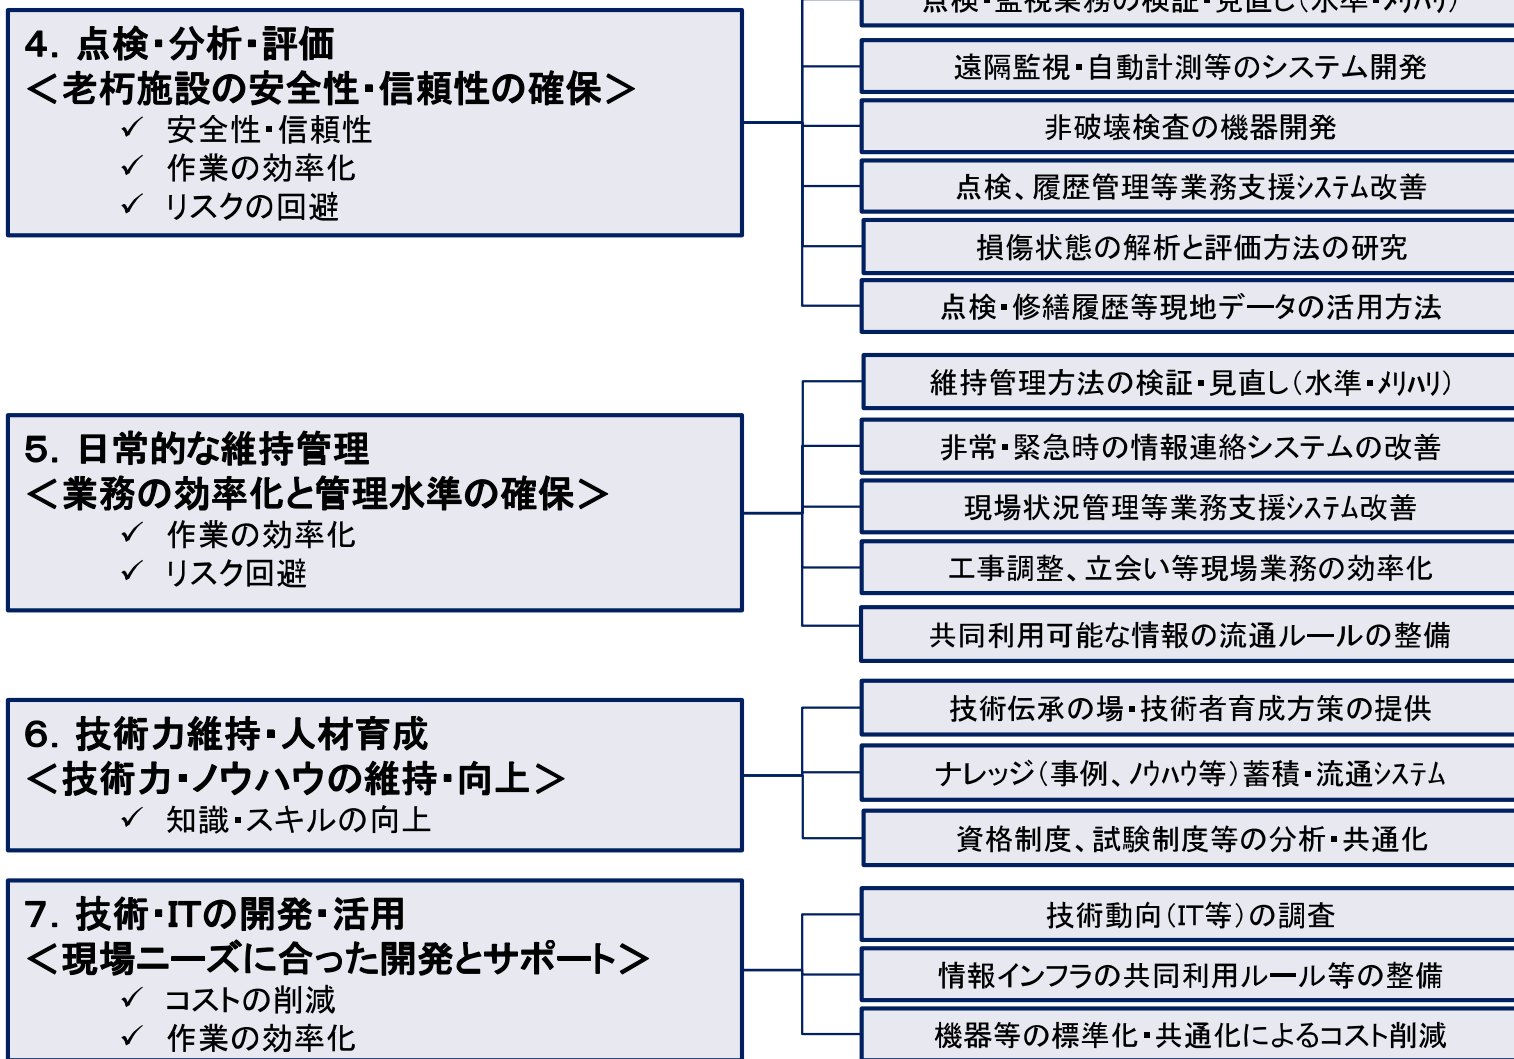 点検・監視業務の検証・見直し（水準・ﾒﾘﾊﾘ）
４．点検・分析・評価
＜老朽施設の安全性・信頼性の確保＞
✓ 安全性・信頼性
✓ 作業の効率化
✓ リスクの回避
遠隔監視・自動計測等のシステム開発
非破壊検査の機器開発
点検、履歴管理等業務支援ｼｽﾃﾑ改善
損傷状態の解析と評価方法の研究
点検・修繕履歴等現地データの活用方法
５．日常的な維持管理
＜業務の効率化と管理水準の確保＞
✓ 作業の効率化
✓ リスク回避
維持管理方法の検証・見直し（水準・ﾒﾘﾊﾘ）
非常・緊急時の情報連絡システムの改善
現場状況管理等業務支援ｼｽﾃﾑ改善
工事調整、立会い等現場業務の効率化
共同利用可能な情報の流通ルールの整備
６．技術力維持・人材育成
＜技術力・ノウハウの維持・向上＞
✓ 知識・スキルの向上
技術伝承の場・技術者育成方策の提供
ナレッジ（事例、ﾉｳﾊｳ等）蓄積・流通ｼｽﾃﾑ
資格制度、試験制度等の分析・共通化
７．技術・ITの開発・活用
＜現場ニーズに合った開発とサポート＞
✓ コストの削減
✓ 作業の効率化
技術動向（IT等）の調査
情報インフラの共同利用ルール等の整備
機器等の標準化・共通化によるコスト削減